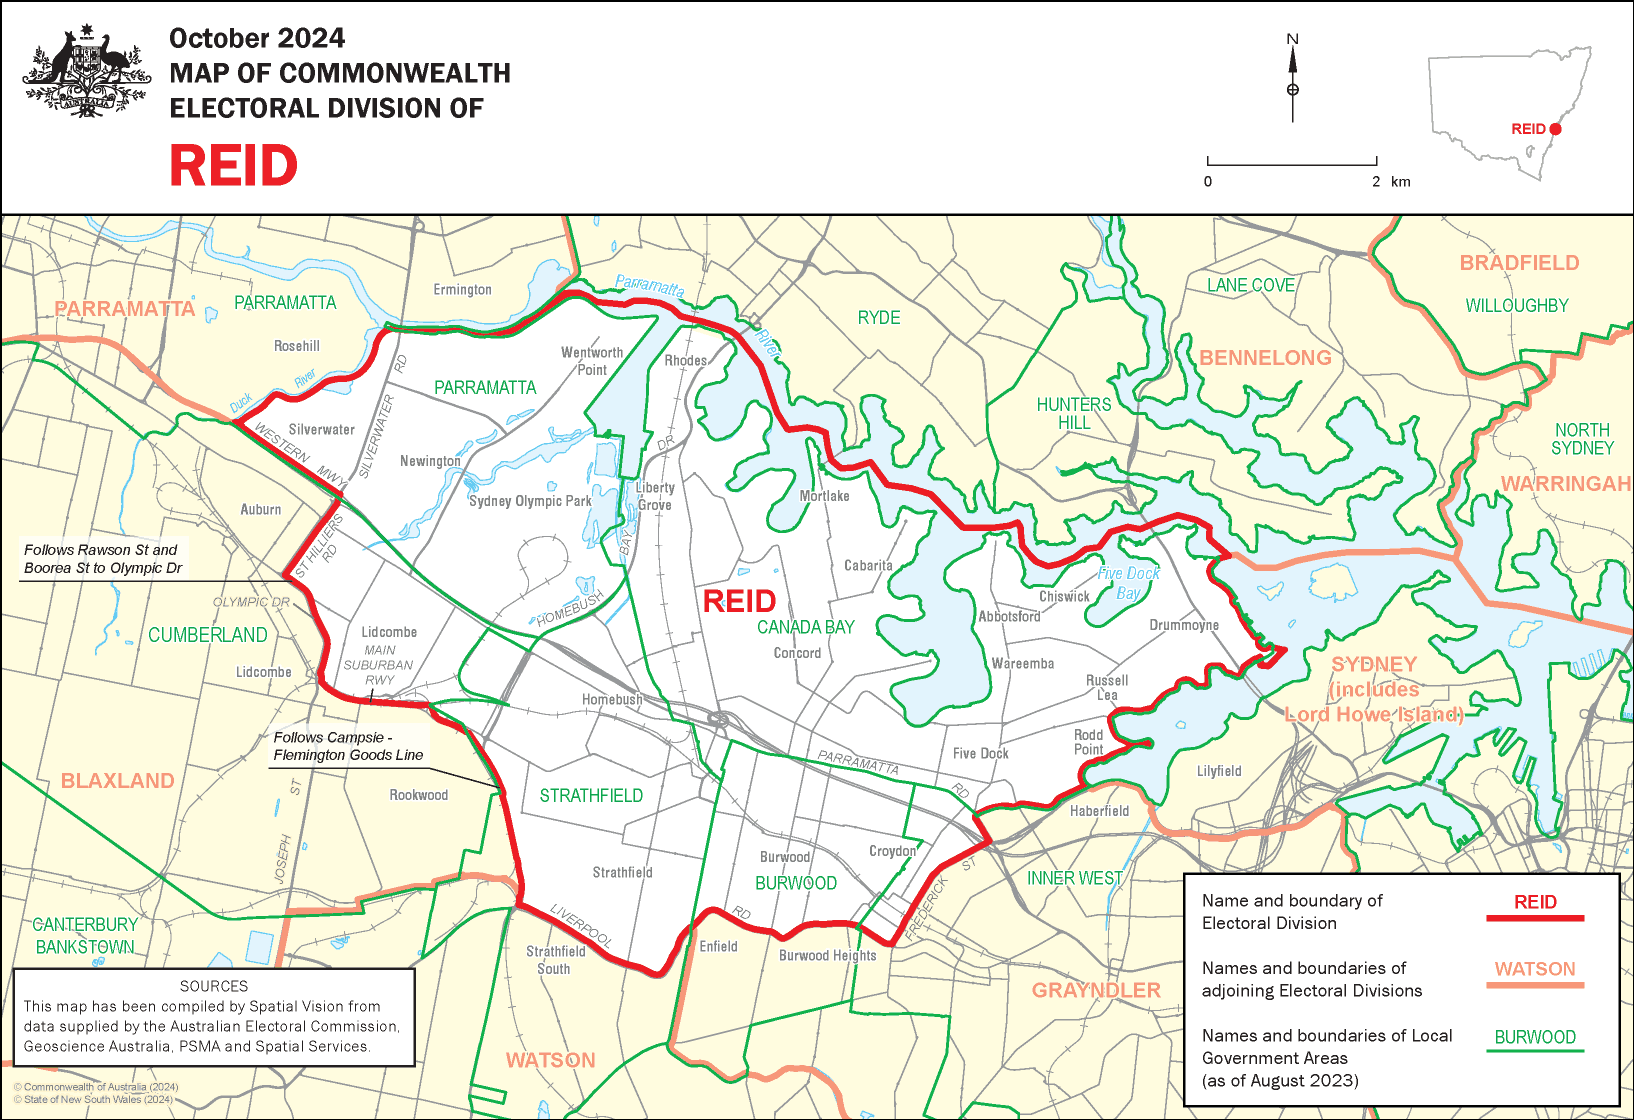 October 2024
MAP OF COMMONWEALTH
ELECTORAL DIVISION OF
REID
AUSTRALIA
N
0 2 km
REID
PARRAMATTA
PARRAMATTA
Ermington
Parramatta
River
RYDE
LANE COVE
BRADFIELD
WILLOUGHBY
Rosehill
Duck River
RD
SILVERWATER
Wentworth
Point
Rhodes
PARRAMATTA
BENNELONG
HUNTERS
HILL
NORTH
SYDNEY
WARRINGAH
Silverwater
WESTERN MWY
Newington
Sydney Olympic Park
DR
Liberty
Grove
Mortlake
Auburn
ST HILLIERS
RD
Follows Rawson St and
Boorea St to Olympic Dr
OLYMPIC DR
BAY
HOMEBUSH
Cabarita
Five Dock
Bay
Chiswick
Abbotsford
Drummoyne
REID
CANADA BAY
Concord
CUMBERLAND
Lidcombe
MAIN
SUBURBAN
RWY
Lidcombe
Wareemba
Russell
Lea
SYDNEY
(includes
Lord Howe Island)
Homebush
Rodd
Point
Follows Campsie -
Flemington Goods Line
PARRAMATTA
RD
Five Dock
Lilyfield
BLAXLAND
ST
JOSEPH
Rookwood
STRATHFIELD
Haberfield
Strathfield
Burwood
BURWOOD
Croydon
INNER WEST
FREDERICK ST
CANTERBURY
BANKSTOWN
LIVERPOOL
RD
Strathfield
South
Enfield
Burwood Heights
GRAYNDLER
WATSON
Name and boundary of
Electoral Division
REID
Names and boundaries of
adjoining Electoral Divisions
WATSON
Names and boundaries of Local
Government Areas
(as of August 2023)
BURWOOD
SOURCES
This map has been compiled by Spatial Vision from
data supplied by the Australian Electoral Commission,
Geoscience Australia, PSMA and Spatial Services.
© Commonwealth of Australia (2024)
© State of New South Wales (2024)